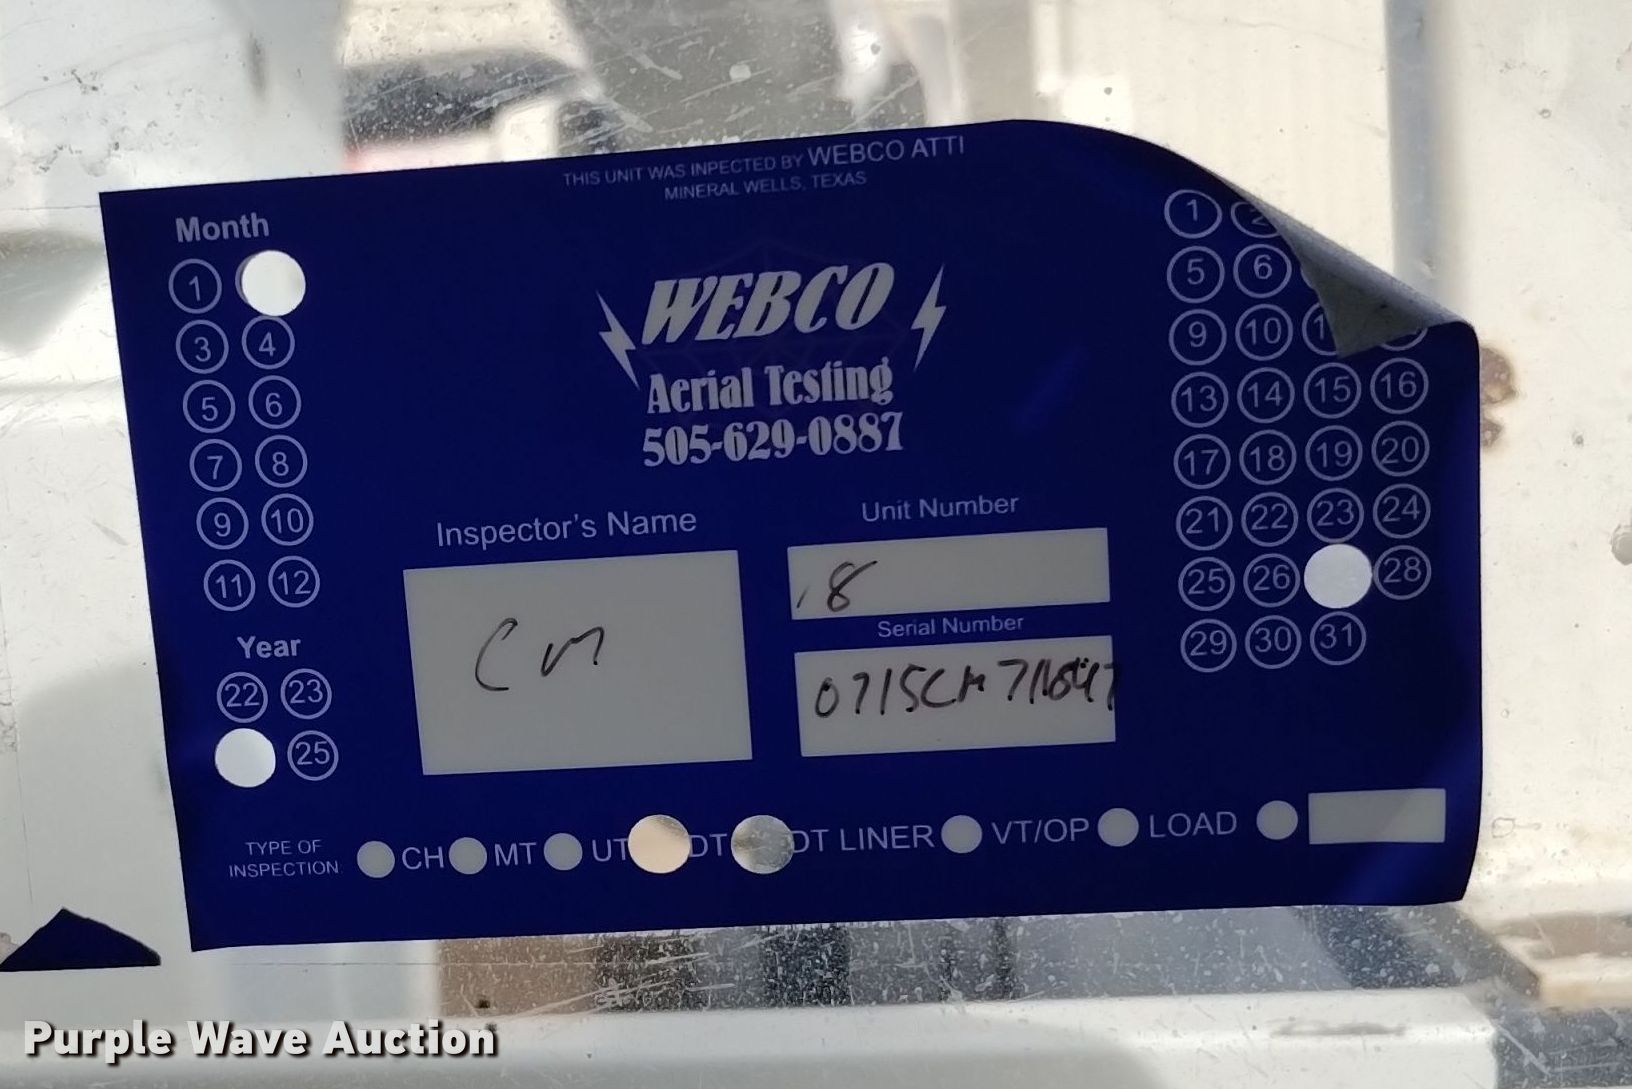 THIS UNIT WAS INPECTED BY WEBCO ATTI
MINERAL WELLS, TEXAS
Month
1
3 4
5 6
7 8
9 10
11 12
Year
22 23
25
WEBCO
Aerial Testing
505-629-0887
Inspector's Name
Cm
Unit Number
18
Serial Number
1 2
5 6
9 10
13 14 15 16
17 18 19 20
21 22 23 24
25 26 28
29 30 31
TYPE OF
INSPECTION
CH MT UT DT DT LINER VT/OP LOAD
Purple Wave Auction